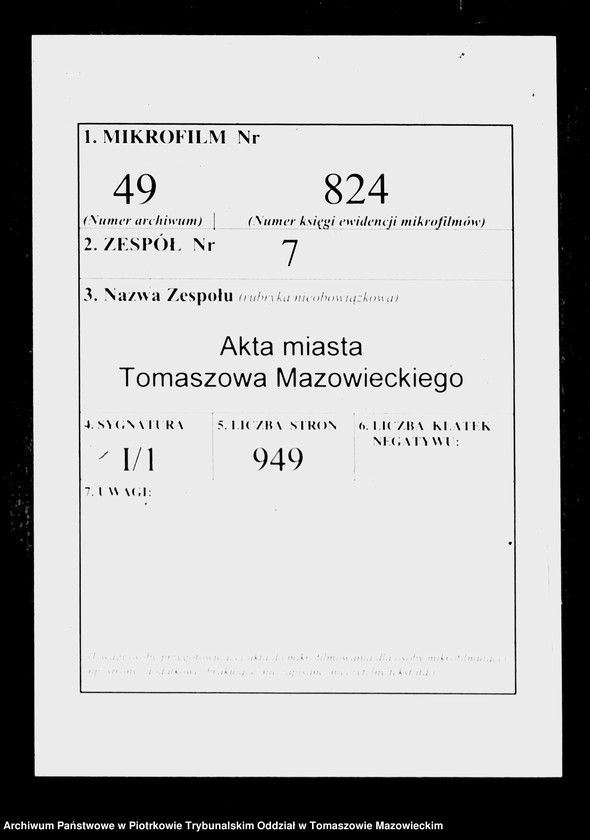 1. MIKROFILM Nr
49 824
(Numer archiwum) (Numer księgi ewidencji mikrofilmów)
2. ZESPÓŁ Nr 7
3. Nazwa Zespołu (rubryka nieobowiązkowa)
Akta miasta
Tomaszowa Mazowieckiego
4. SYGNATURA 5. LICZBA STRON 6. LICZBA KLATEK
NEGATYWU:
I/1 949
7. UWAGI:
Archiwum Państwowe w Piotrkowie Trybunalskim Oddział w Tomaszowie Mazowieckim